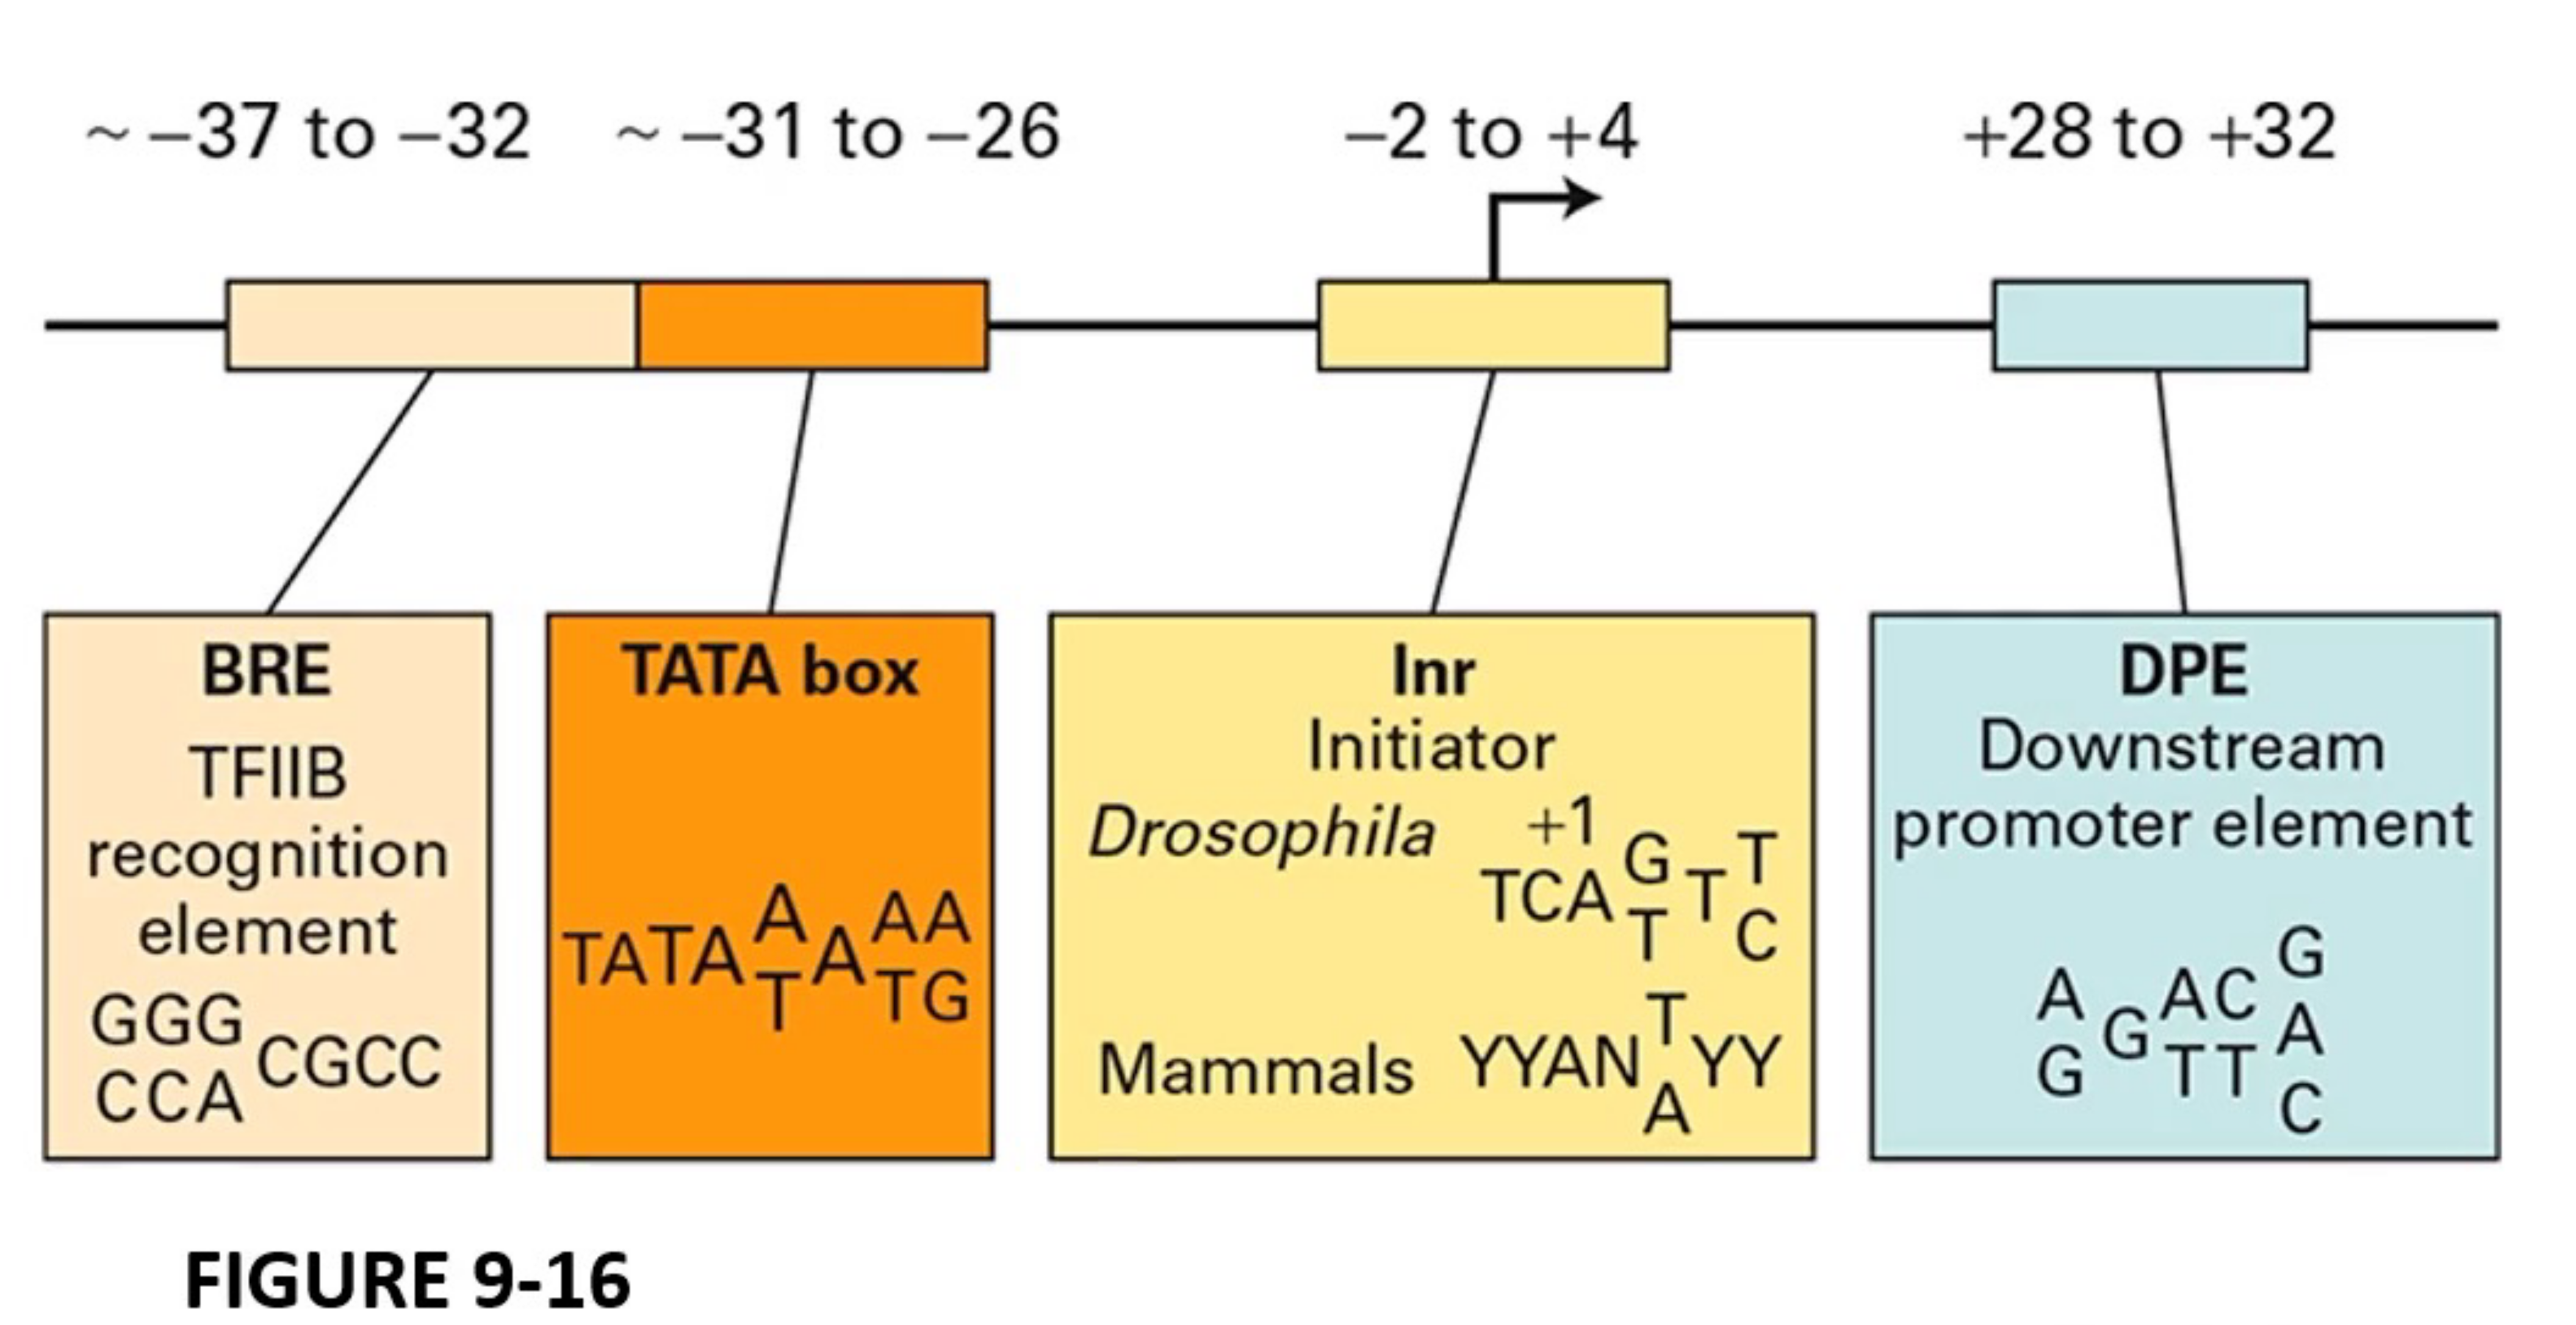 ~ –37 to –32 ~ –31 to –26 –2 to +4 +28 to +32
BRE
TFIIB
recognition
element
GGG
CGCC
CCA
TATA box
A AA
TATA A
T TG
Inr
Initiator
Drosophila +1
G T
TCA T
T C
T
Mammals YYAN YY
A
DPE
Downstream
promoter element
G
A AC
G A
G TT
C
FIGURE 9-16